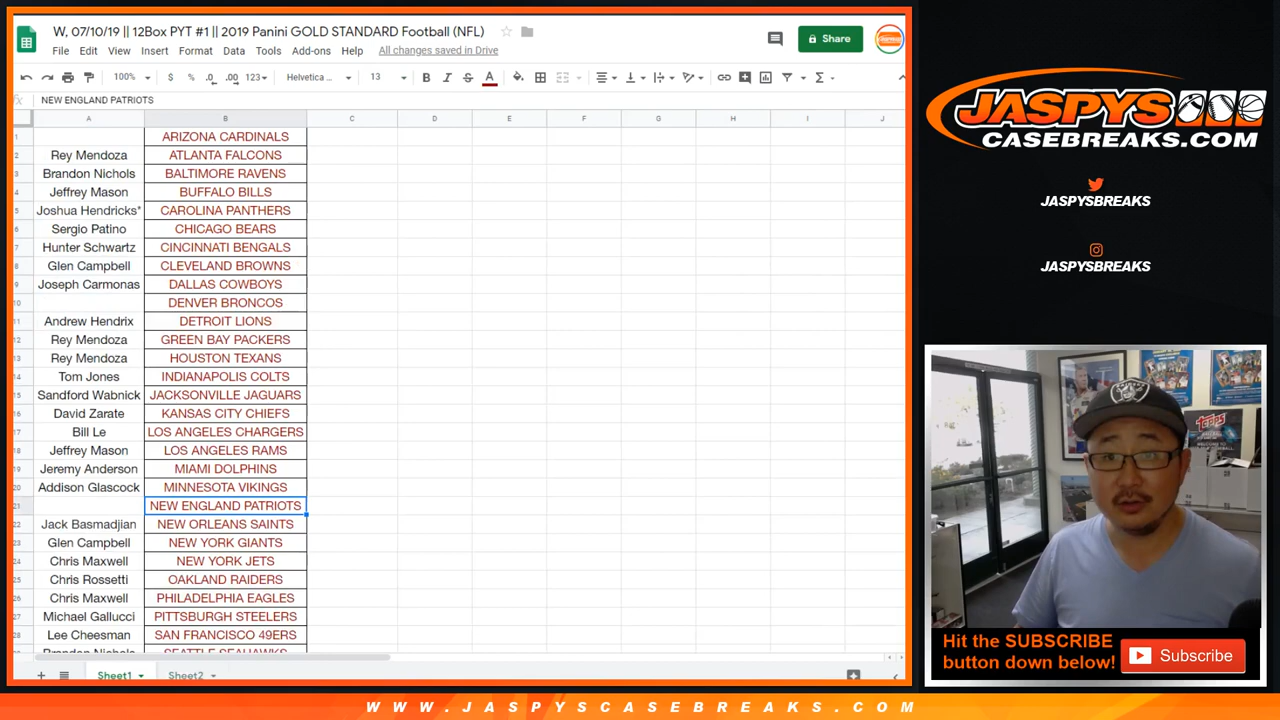 W, 07/10/19 || 12Box PYT #1 || 2019 Panini GOLD STANDARD Football (NFL)
File Edit View Insert Format Data Tools Add-ons Help All changes saved in Drive
Share
100% $ % .0 .00 123 Helvetica ... 13 B I S A
fx NEW ENGLAND PATRIOTS
A B C D E F G H I J
1 ARIZONA CARDINALS
2 Rey Mendoza ATLANTA FALCONS
3 Brandon Nichols BALTIMORE RAVENS
4 Jeffrey Mason BUFFALO BILLS
5 Joshua Hendricks* CAROLINA PANTHERS
6 Sergio Patino CHICAGO BEARS
7 Hunter Schwartz CINCINNATI BENGALS
8 Glen Campbell CLEVELAND BROWNS
9 Joseph Carmonas DALLAS COWBOYS
10 DENVER BRONCOS
11 Andrew Hendrix DETROIT LIONS
12 Rey Mendoza GREEN BAY PACKERS
13 Rey Mendoza HOUSTON TEXANS
14 Tom Jones INDIANAPOLIS COLTS
15 Sandford Wabnick JACKSONVILLE JAGUARS
16 David Zarate KANSAS CITY CHIEFS
17 Bill Le LOS ANGELES CHARGERS
18 Jeffrey Mason LOS ANGELES RAMS
19 Jeremy Anderson MIAMI DOLPHINS
20 Addison Glascock MINNESOTA VIKINGS
21 NEW ENGLAND PATRIOTS
22 Jack Basmadjian NEW ORLEANS SAINTS
23 Glen Campbell NEW YORK GIANTS
24 Chris Maxwell NEW YORK JETS
25 Chris Rossetti OAKLAND RAIDERS
26 Chris Maxwell PHILADELPHIA EAGLES
27 Michael Gallucci PITTSBURGH STEELERS
28 Lee Cheesman SAN FRANCISCO 49ERS
Brandon Nichols SEATTLE SEAHAWKS
Sheet1 Sheet2
JASPYS
CASEBREAKS.COM
JASPYSBREAKS
JASPYSBREAKS
RAIDERS
TOPPS
Hit the SUBSCRIBE
button down below!
Subscribe
WWW.JASPYSCASEBREAKS.COM